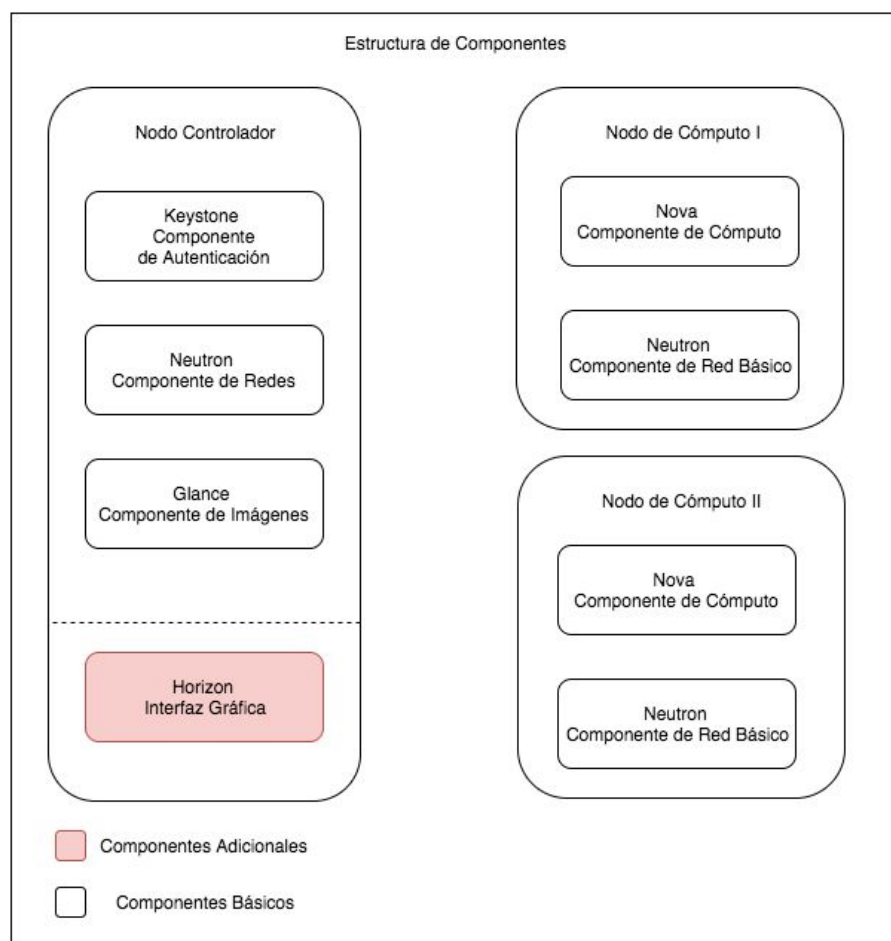 Estructura de Componentes
Nodo Controlador
Keystone
Componente
de Autenticación
Neutron
Componente de Redes
Glance
Componente de Imágenes
Horizon
Interfaz Gráfica
Nodo de Cómputo I
Nova
Componente de Cómputo
Neutron
Componente de Red Básico
Nodo de Cómputo II
Nova
Componente de Cómputo
Neutron
Componente de Red Básico
Componentes Adicionales
Componentes Básicos